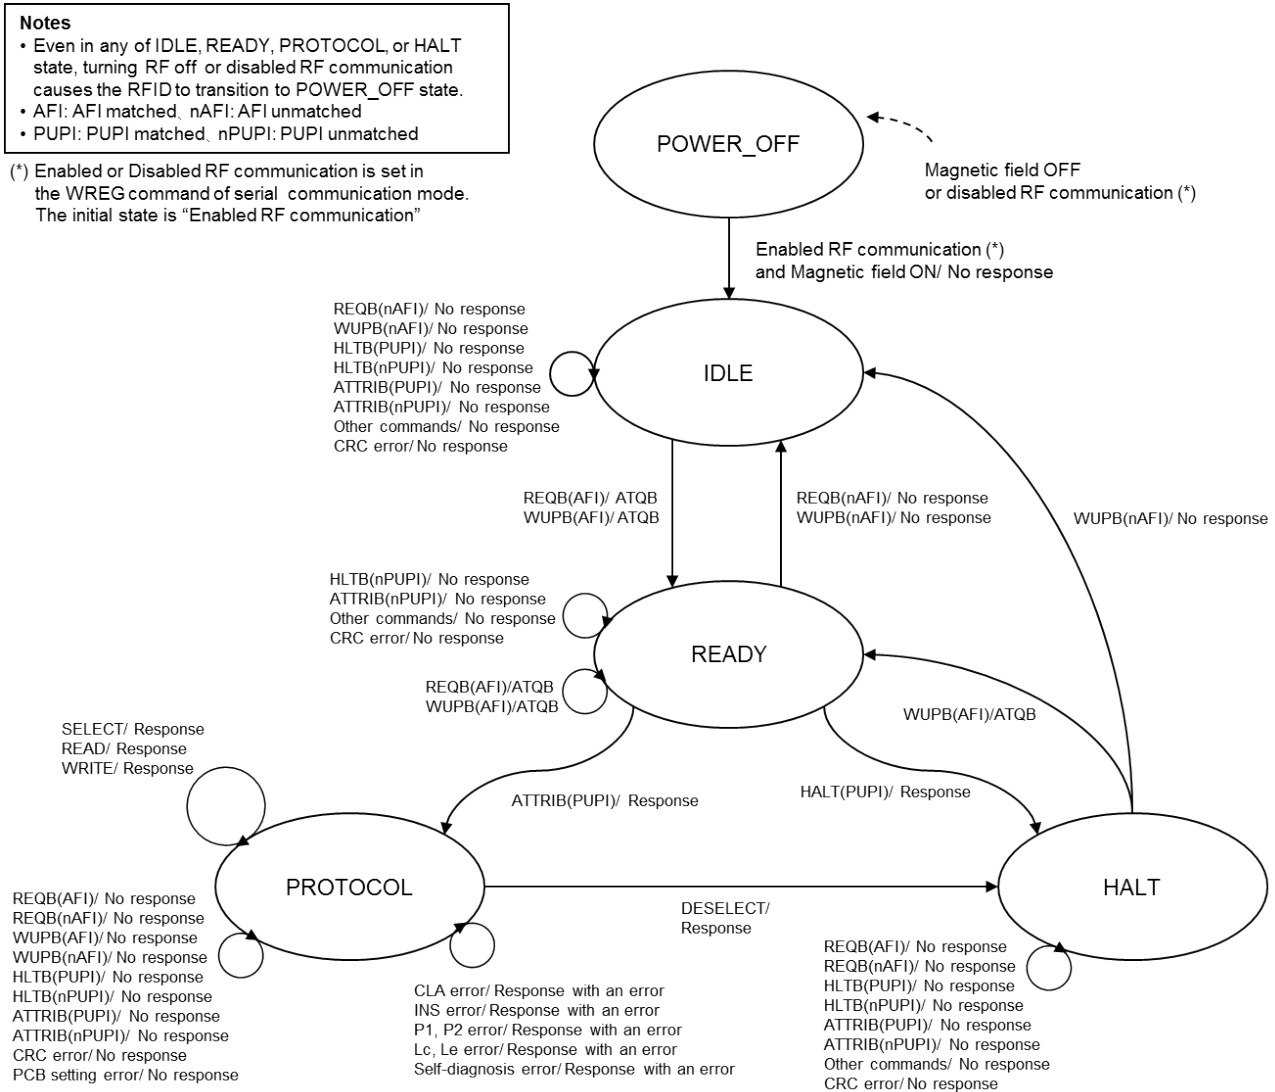 Notes
• Even in any of IDLE, READY, PROTOCOL, or HALT
state, turning RF off or disabled RF communication
causes the RFID to transition to POWER_OFF state.
• AFI: AFI matched、nAFI: AFI unmatched
• PUPI: PUPI matched、nPUPI: PUPI unmatched
(*) Enabled or Disabled RF communication is set in
the WREG command of serial communication mode.
The initial state is “Enabled RF communication”
POWER_OFF
Magnetic field OFF
or disabled RF communication (*)
Enabled RF communication (*)
and Magnetic field ON/ No response
REQB(nAFI)/ No response
WUPB(nAFI)/ No response
HLTB(PUPI)/ No response
HLTB(nPUPI)/ No response
ATTRIB(PUPI)/ No response
ATTRIB(nPUPI)/ No response
Other commands/ No response
CRC error/ No response
IDLE
REQB(AFI)/ ATQB
WUPB(AFI)/ ATQB
REQB(nAFI)/ No response
WUPB(nAFI)/ No response
WUPB(nAFI)/ No response
HLTB(nPUPI)/ No response
ATTRIB(nPUPI)/ No response
Other commands/ No response
CRC error/ No response
READY
REQB(AFI)/ATQB
WUPB(AFI)/ATQB
WUPB(AFI)/ATQB
SELECT/ Response
READ/ Response
WRITE/ Response
ATTRIB(PUPI)/ Response
HALT(PUPI)/ Response
PROTOCOL
HALT
DESELECT/
Response
REQB(AFI)/ No response
REQB(nAFI)/ No response
WUPB(AFI)/ No response
WUPB(nAFI)/ No response
HLTB(PUPI)/ No response
HLTB(nPUPI)/ No response
ATTRIB(PUPI)/ No response
ATTRIB(nPUPI)/ No response
CRC error/ No response
PCB setting error/ No response
CLA error/ Response with an error
INS error/ Response with an error
P1, P2 error/ Response with an error
Lc, Le error/ Response with an error
Self-diagnosis error/ Response with an error
REQB(AFI)/ No response
REQB(nAFI)/ No response
HLTB(PUPI)/ No response
HLTB(nPUPI)/ No response
ATTRIB(PUPI)/ No response
ATTRIB(nPUPI)/ No response
Other commands/ No response
CRC error/ No response